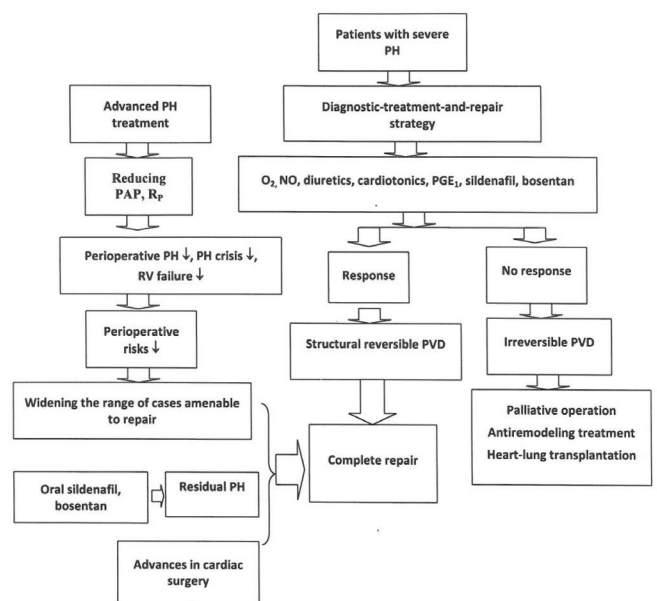 Patients with severe
PH
Diagnostic-treatment-and-repair
strategy
O₂, NO, diuretics, cardiotonics, PGE₁, sildenafil, bosentan
Response
No response
Structural reversible PVD
Irreversible PVD
Complete repair
Palliative operation
Antiremodeling treatment
Heart-lung transplantation
Advanced PH
treatment
Reducing
PAP, Rₚ
Perioperative PH ↓, PH crisis ↓,
RV failure ↓
Perioperative
risks ↓
Widening the range of cases amenable
to repair
Oral sildenafil,
bosentan
Residual PH
Advances in cardiac
surgery